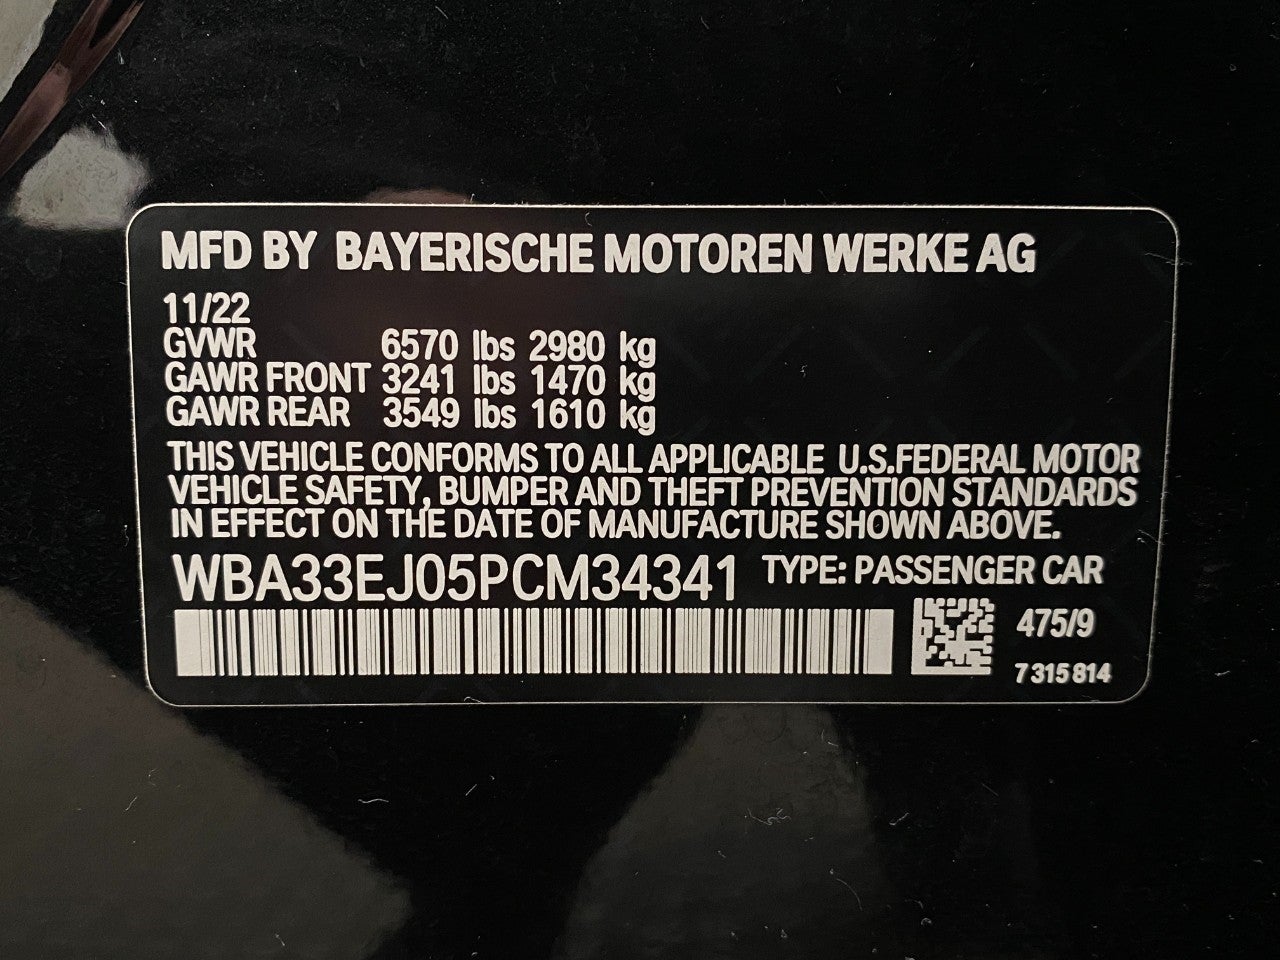 MFD BY BAYERISCHE MOTOREN WERKE AG
11/22
GVWR 6570 lbs 2980 kg
GAWR FRONT 3241 lbs 1470 kg
GAWR REAR 3549 lbs 1610 kg
THIS VEHICLE CONFORMS TO ALL APPLICABLE U.S.FEDERAL MOTOR
VEHICLE SAFETY, BUMPER AND THEFT PREVENTION STANDARDS
IN EFFECT ON THE DATE OF MANUFACTURE SHOWN ABOVE.
WBA33EJ05PCM34341 TYPE: PASSENGER CAR
475/9
7 315 814